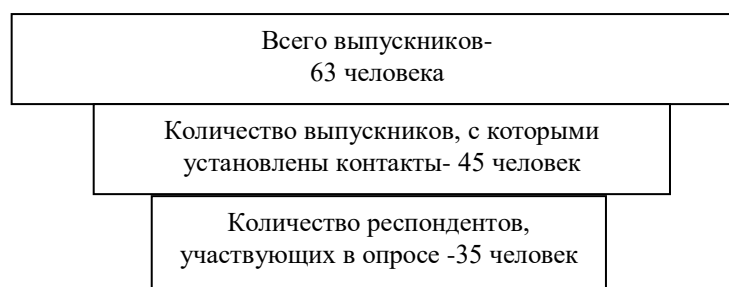 Всего выпускников-
63 человека
Количество выпускников, с которыми
установлены контакты- 45 человек
Количество респондентов,
участвующих в опросе -35 человек